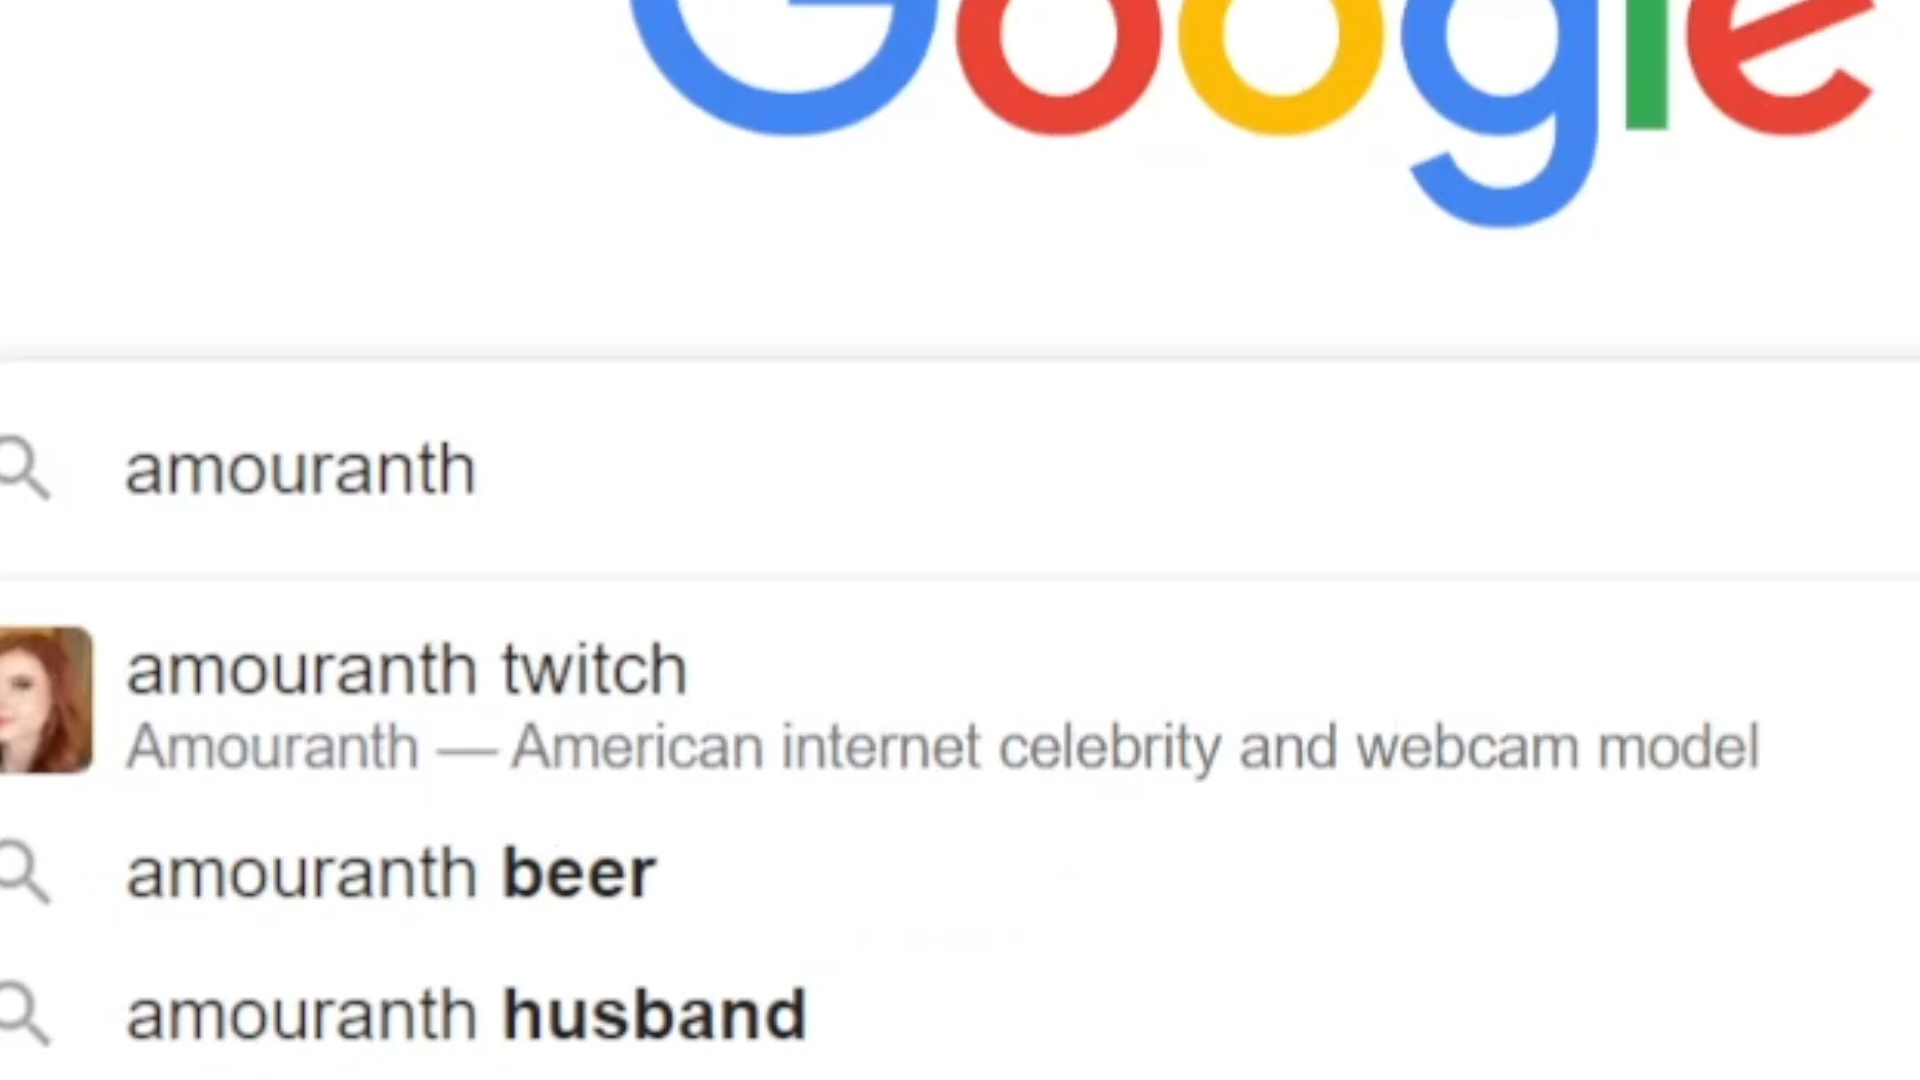 Google
amouranth
amouranth twitch
Amouranth — American internet celebrity and webcam model
amouranth beer
amouranth husband